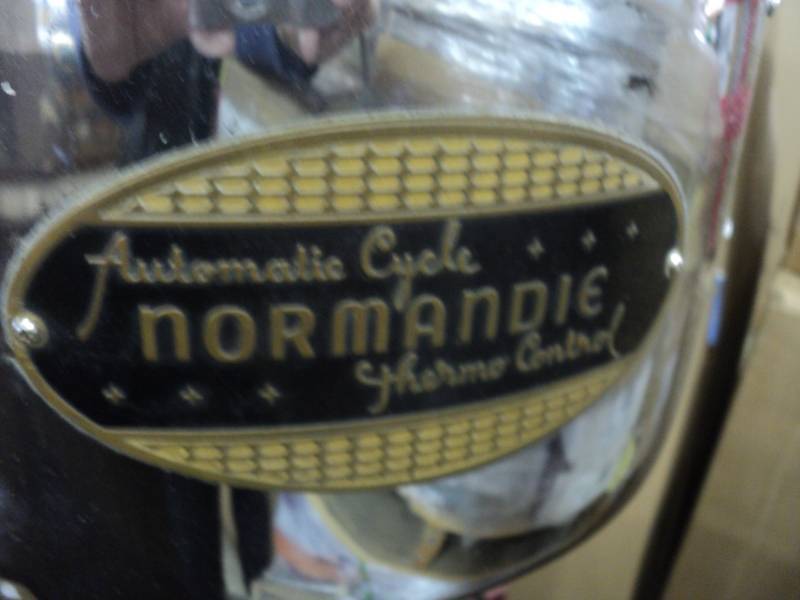 Automatic Cycle
NORMANDIE
Thermo Control